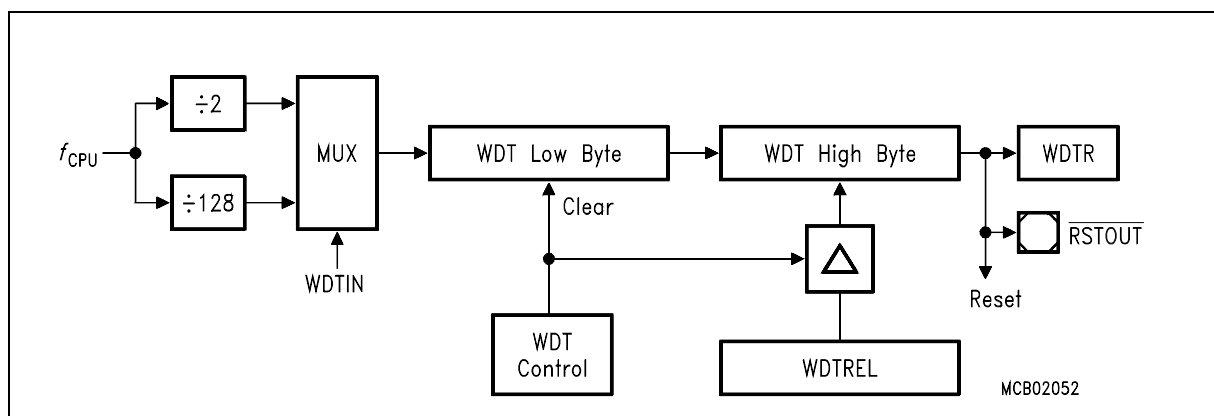 ÷2
fCPU
MUX
WDT Low Byte
WDT High Byte
WDTR
÷128
Clear
RSTOUT
WDTIN
Reset
WDT
Control
WDTREL
MCB02052